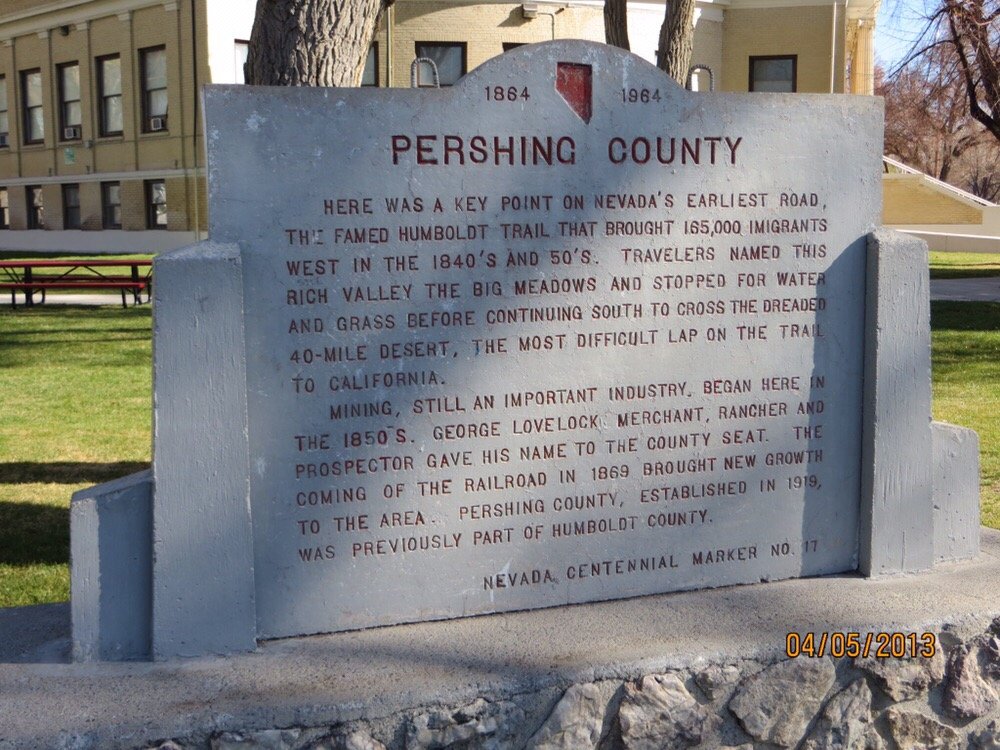 1864 1964
PERSHING COUNTY
HERE WAS A KEY POINT ON NEVADA'S EARLIEST ROAD,
THE FAMED HUMBOLDT TRAIL THAT BROUGHT 165,000 IMIGRANTS
WEST IN THE 1840'S AND 50'S. TRAVELERS NAMED THIS
RICH VALLEY THE BIG MEADOWS AND STOPPED FOR WATER
AND GRASS BEFORE CONTINUING SOUTH TO CROSS THE DREADED
40-MILE DESERT, THE MOST DIFFICULT LAP ON THE TRAIL
TO CALIFORNIA.
MINING, STILL AN IMPORTANT INDUSTRY, BEGAN HERE IN
THE 1850'S. GEORGE LOVELOCK, MERCHANT, RANCHER AND
PROSPECTOR GAVE HIS NAME TO THE COUNTY SEAT. THE
COMING OF THE RAILROAD IN 1869 BROUGHT NEW GROWTH
TO THE AREA. PERSHING COUNTY, ESTABLISHED IN 1919,
WAS PREVIOUSLY PART OF HUMBOLDT COUNTY.
NEVADA CENTENNIAL MARKER NO. 17
04/05/2013